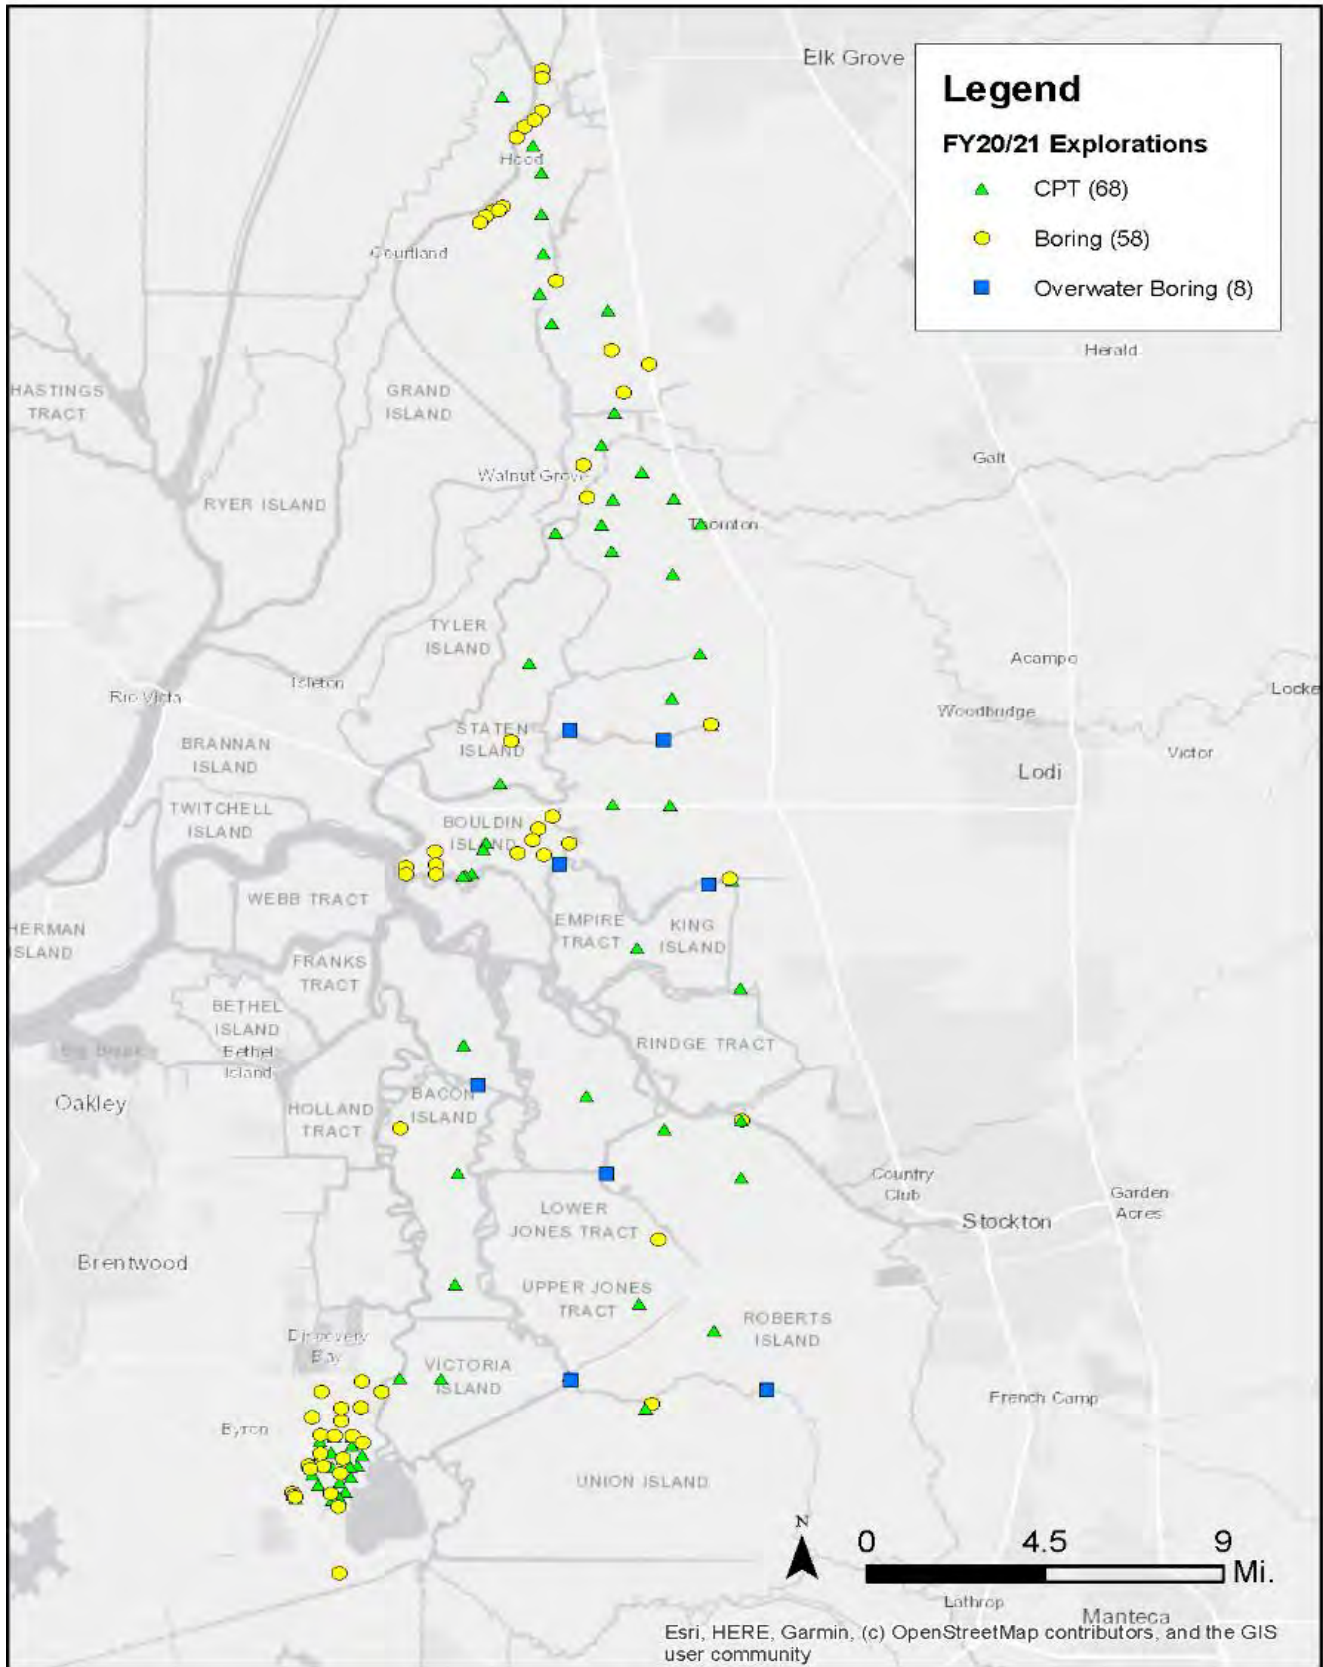 Elk Grove
Legend
FY20/21 Explorations
CPT (68)
Boring (58)
Overwater Boring (8)
Hood
Courtland
Herald
HASTINGS
TRACT
GRAND
ISLAND
Galt
Walnut Grove
RYER ISLAND
Thornton
TYLER
ISLAND
Acampo
Isleton
Rio Vista
Locke
Woodbridge
STATEN
ISLAND
BRANNAN
ISLAND
Victor
Lodi
TWITCHELL
ISLAND
BOULDIN
ISLAND
WEBB TRACT
EMPIRE
TRACT
KING
ISLAND
HERMAN
ISLAND
FRANKS
TRACT
BETHEL
ISLAND
Bethel
Island
Big Break
RINDGE TRACT
Oakley
BACON
ISLAND
HOLLAND
TRACT
Country
Club
Garden
Acres
LOWER
JONES TRACT
Stockton
Brentwood
UPPER JONES
TRACT
ROBERTS
ISLAND
Discovery
Bay
VICTORIA
ISLAND
French Camp
Byron
UNION ISLAND
N
0 4.5 9
Mi.
Lathrop
Manteca
Esri, HERE, Garmin, (c) OpenStreetMap contributors, and the GIS
user community